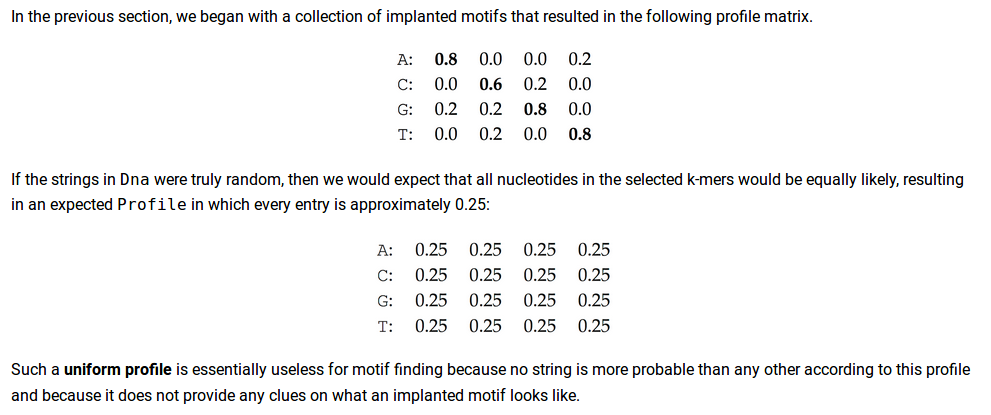 In the previous section, we began with a collection of implanted motifs that resulted in the following profile matrix.
A: 0.8 0.0 0.0 0.2
C: 0.0 0.6 0.2 0.0
G: 0.2 0.2 0.8 0.0
T: 0.0 0.2 0.0 0.8
If the strings in Dna were truly random, then we would expect that all nucleotides in the selected k-mers would be equally likely, resulting
in an expected Profile in which every entry is approximately 0.25:
A: 0.25 0.25 0.25 0.25
C: 0.25 0.25 0.25 0.25
G: 0.25 0.25 0.25 0.25
T: 0.25 0.25 0.25 0.25
Such a uniform profile is essentially useless for motif finding because no string is more probable than any other according to this profile
and because it does not provide any clues on what an implanted motif looks like.